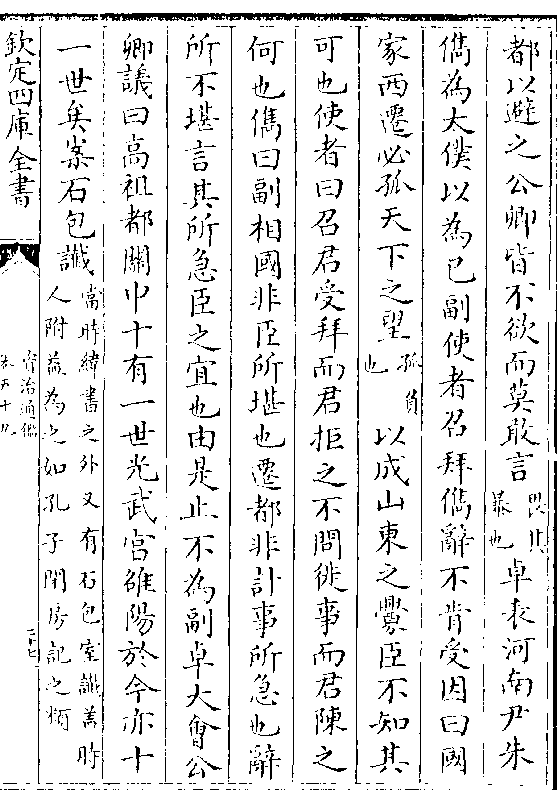 都以避之公卿皆不欲而莫敢言畏其暴也卓表河南尹朱
儁為太僕以為已副使者召拜儁辭不肯受因曰國
家西遷必孤天下之望孤負也以成山東之釁臣不知其
可也使者曰召君受拜而君拒之不問徙事而君陳之
何也儁曰副相國非臣所堪也遷都非計事所急也辭
所不堪言其所急臣之宜也由是止不為副卓大會公
卿議曰高祖都關中十有一世光武宫雒陽於今亦十
一世矣案石包讖當時緯書之外又有石包室讖蓋時人附益為之如孔子閉房記之類
欽定四庫全書
資治通鑑
卷五十九
二十七